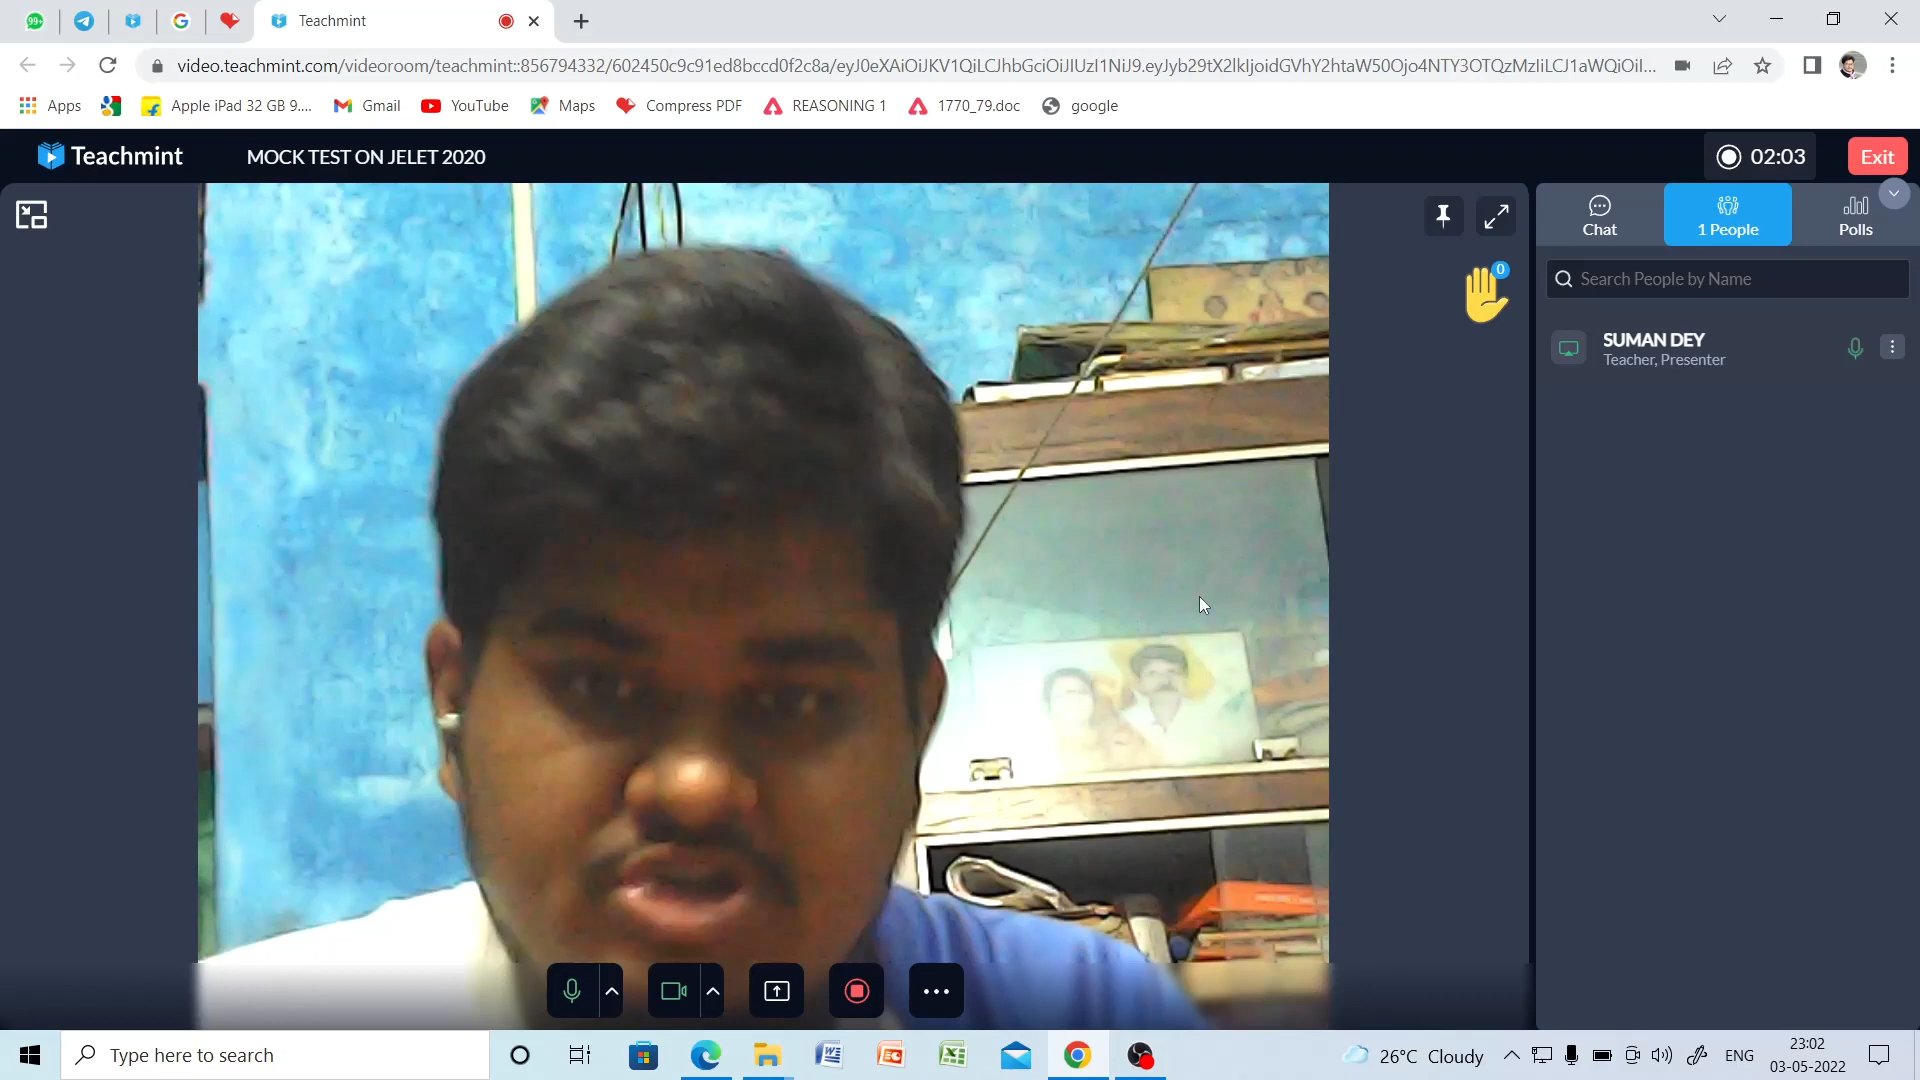 99+
Teachmint
video.teachmint.com/videoroom/teachmint::856794332/602450c9c91ed8bccd0f2c8a/eyJ0eXAiOiJKV1QiLCJhbGciOiJIUzI1NiJ9.eyJyb29tX2lkIjoidGVhY2htaW50Ojo4NTY3OTQzMzIiLCJ1aWQiOiI...
Apps
Apple iPad 32 GB 9....
Gmail
YouTube
Maps
Compress PDF
REASONING 1
1770_79.doc
google
Teachmint
MOCK TEST ON JELET 2020
02:03
Exit
Chat
1 People
Polls
0
Search People by Name
SUMAN DEY
Teacher, Presenter
Type here to search
26°C Cloudy
ENG
23:02
03-05-2022